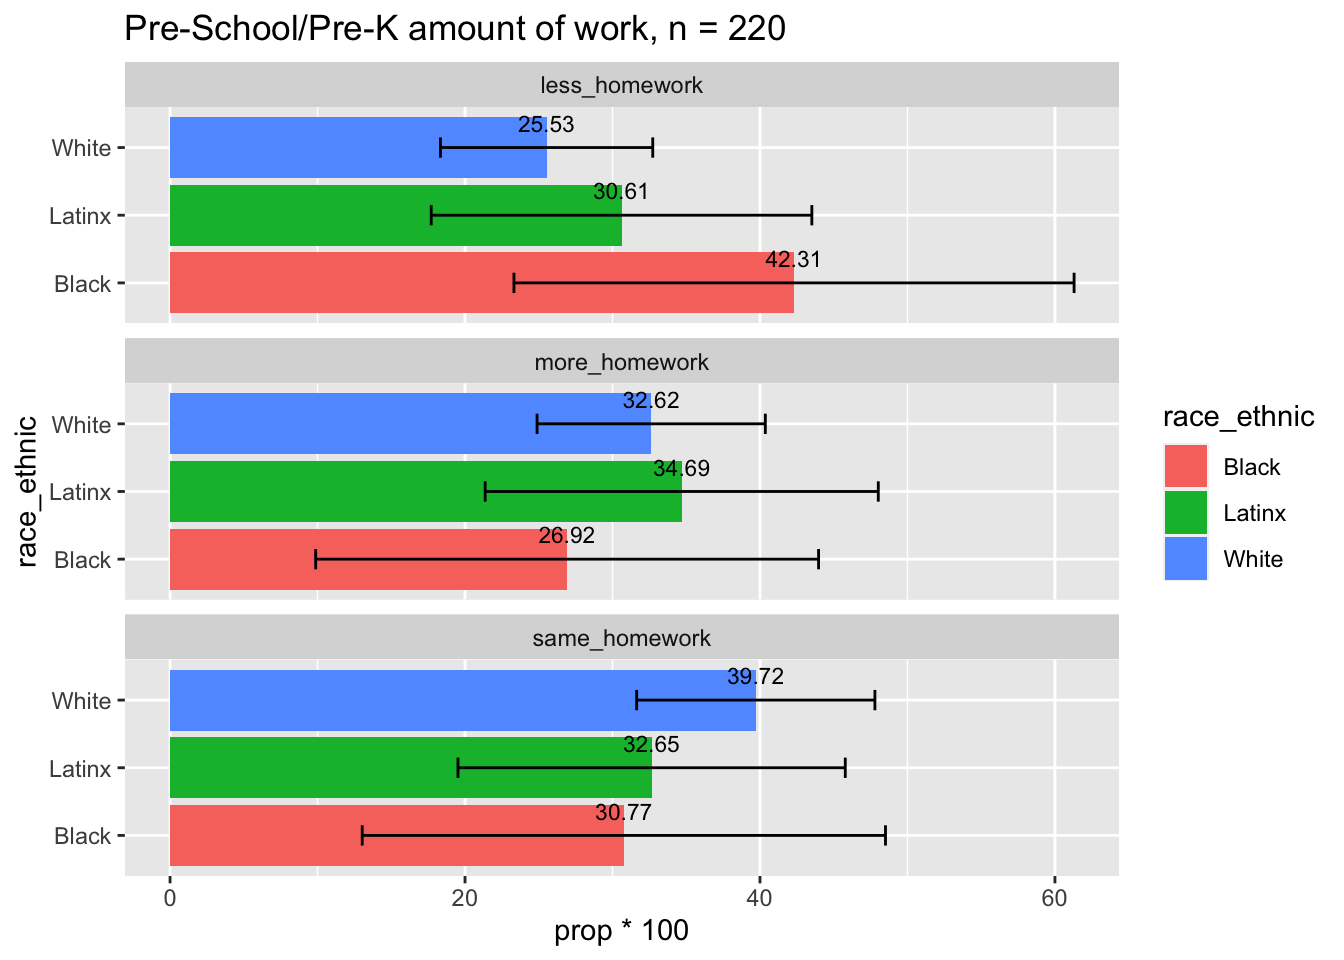 Pre-School/Pre-K amount of work, n = 220
less_homework
White
25.53
Latinx
30.61
Black
42.31
more_homework
White
32.62
Latinx
34.69
Black
26.92
same_homework
White
39.72
Latinx
32.65
Black
30.77
0 20 40 60
prop * 100
race_ethnic
race_ethnic
Black
Latinx
White